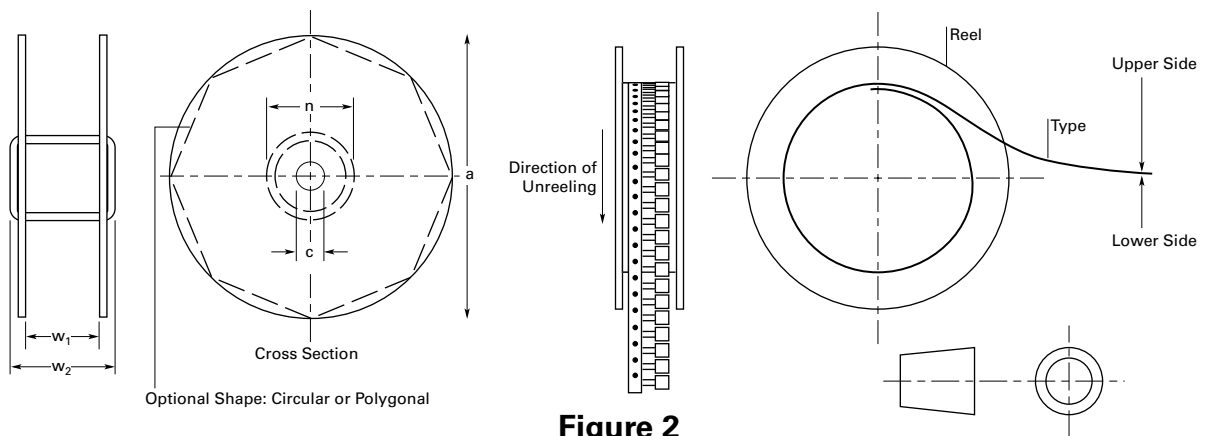 n
a
c
w1
w2
Cross Section
Optional Shape: Circular or Polygonal
Direction of
Unreeling
Reel
Type
Upper Side
Lower Side
Figure 2